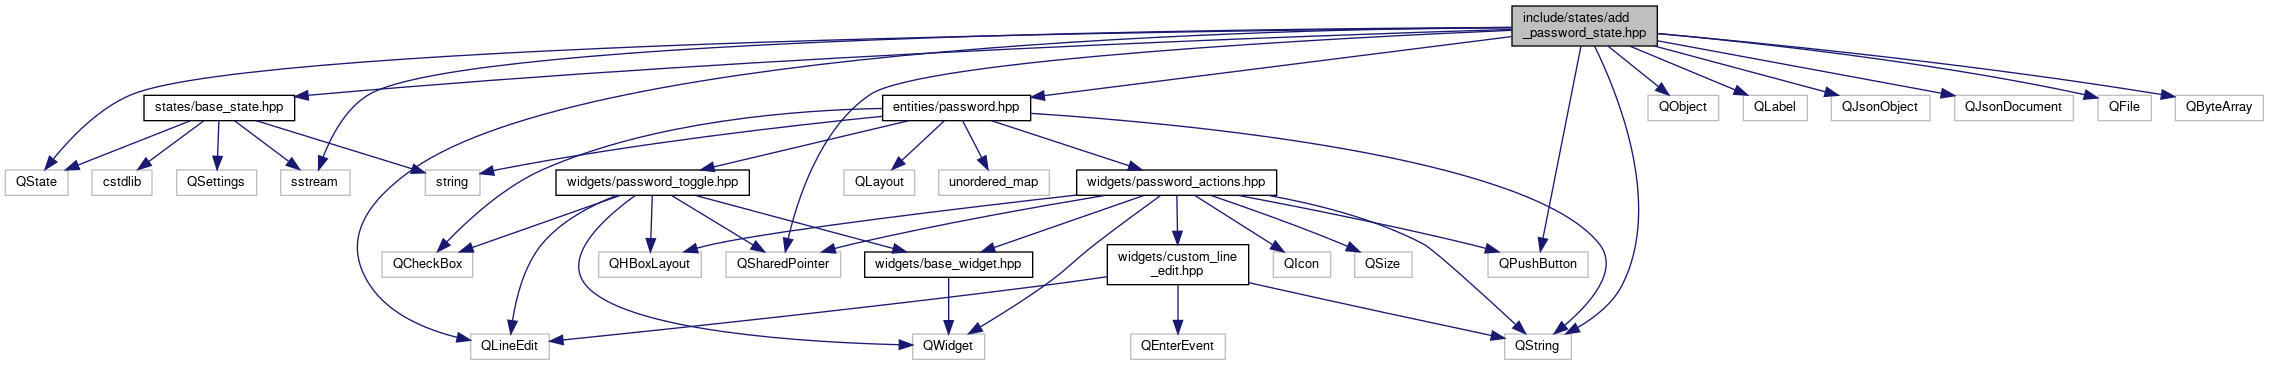 include/states/add
_password_state.hpp
states/base_state.hpp
entities/password.hpp
QObject
QLabel
QJsonObject
QJsonDocument
QFile
QByteArray
QState
cstdlib
QSettings
sstream
string
widgets/password_toggle.hpp
QLayout
unordered_map
widgets/password_actions.hpp
QCheckBox
QHBoxLayout
QSharedPointer
widgets/base_widget.hpp
widgets/custom_line
_edit.hpp
QIcon
QSize
QPushButton
QLineEdit
QWidget
QEnterEvent
QString